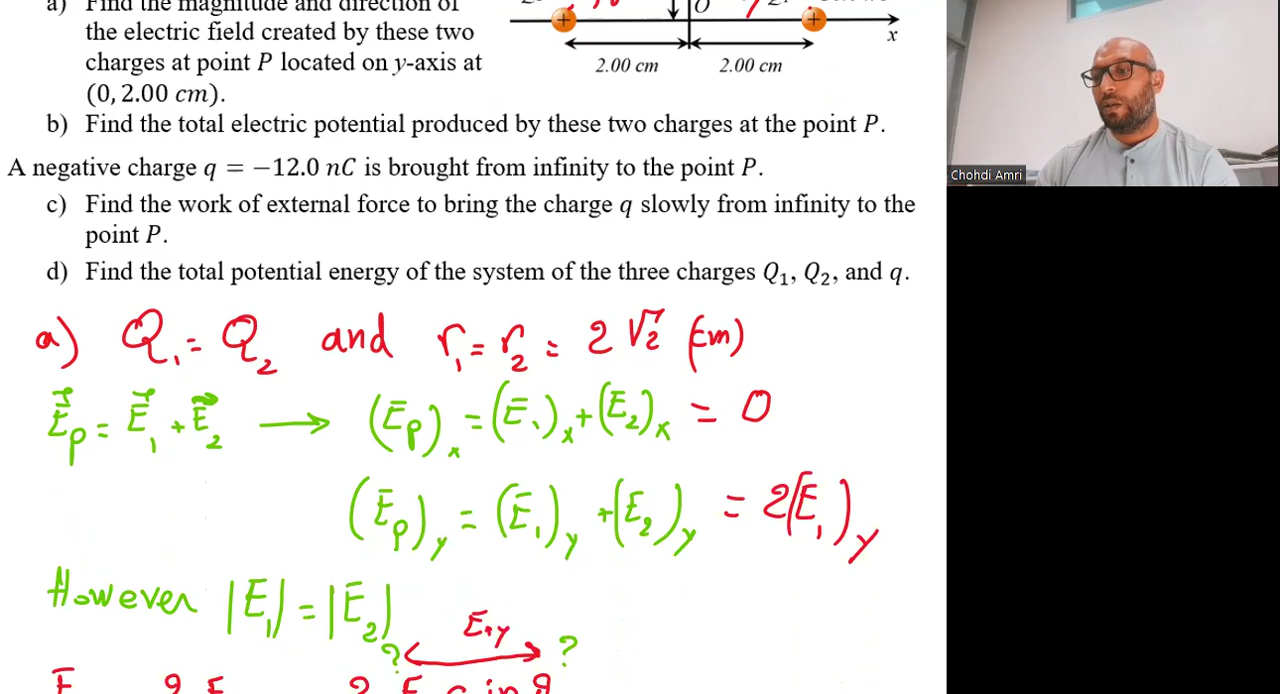 a) Find the magnitude and direction of
the electric field created by these two
charges at point P located on y-axis at
(0, 2.00 cm).
+ O +
x
2.00 cm 2.00 cm
b) Find the total electric potential produced by these two charges at the point P.
A negative charge q = −12.0 nC is brought from infinity to the point P.
c) Find the work of external force to bring the charge q slowly from infinity to the
point P.
d) Find the total potential energy of the system of the three charges Q₁, Q₂, and q.
a) Q₁ = Q₂ and r₁ = r₂ = 2√2 (cm)
E⃗p = E⃗₁ + E⃗₂ → (Ep)x = (E₁)x + (E₂)x = 0
(Ep)y = (E₁)y + (E₂)y = 2(E₁)y
However |E₁| = |E₂|
E₁y
? ?
Chohdi Amri